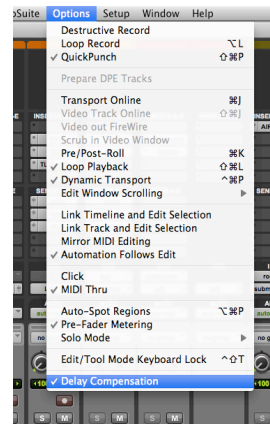 oSuite Options Setup Window Help
Destructive Record
Loop Record ⌥L
✓ QuickPunch ⇧⌘P
Prepare DPE Tracks
Transport Online ⌘J
Video Track Online ⇧⌘J
Video out FireWire
Scrub in Video Window
Pre/Post-Roll ⌘K
✓ Loop Playback ⇧⌘L
✓ Dynamic Transport ^⌘P
Edit Window Scrolling ▶
Link Timeline and Edit Selection
Link Track and Edit Selection
Mirror MIDI Editing
✓ Automation Follows Edit
Click
✓ MIDI Thru
Auto-Spot Regions ⌥⌘P
✓ Pre-Fader Metering
Solo Mode ▶
Edit/Tool Mode Keyboard Lock ^⇧T
✓ Delay Compensation
S M S M S M S M